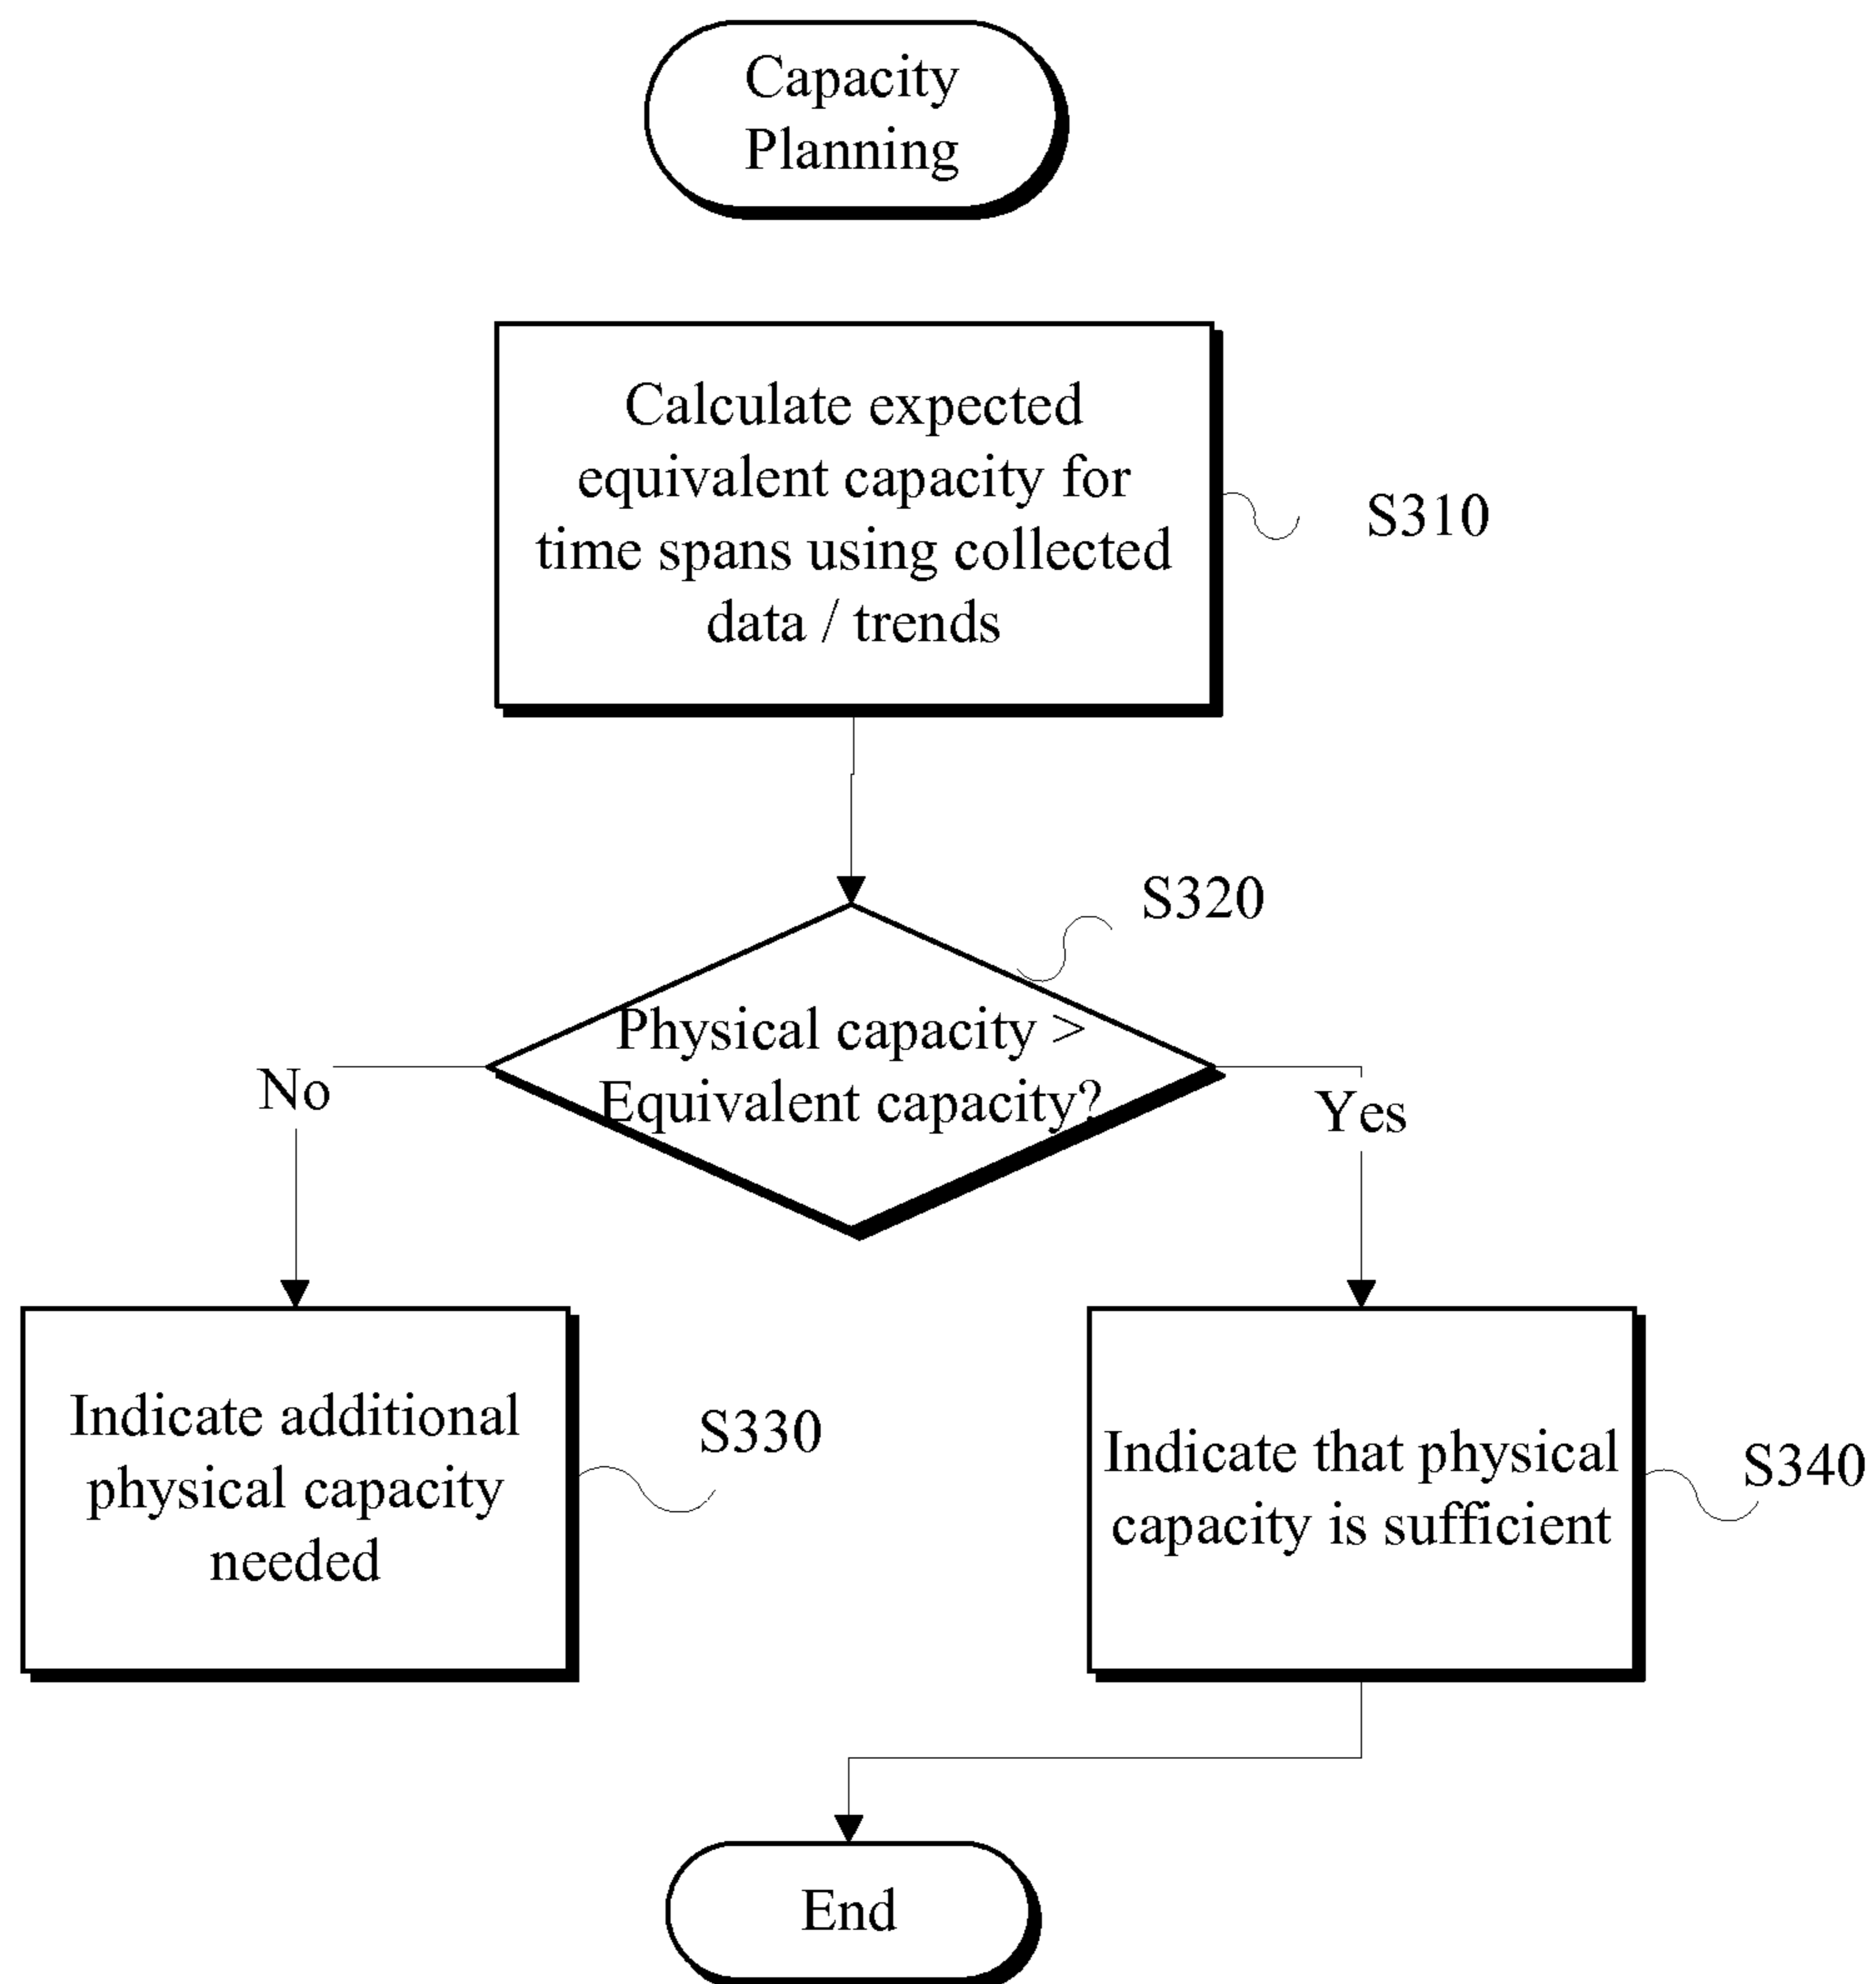 Capacity
Planning
Calculate expected
equivalent capacity for
time spans using collected
data / trends
S310
S320
Physical capacity >
Equivalent capacity?
No
Yes
Indicate additional
physical capacity
needed
S330
Indicate that physical
capacity is sufficient
S340
End